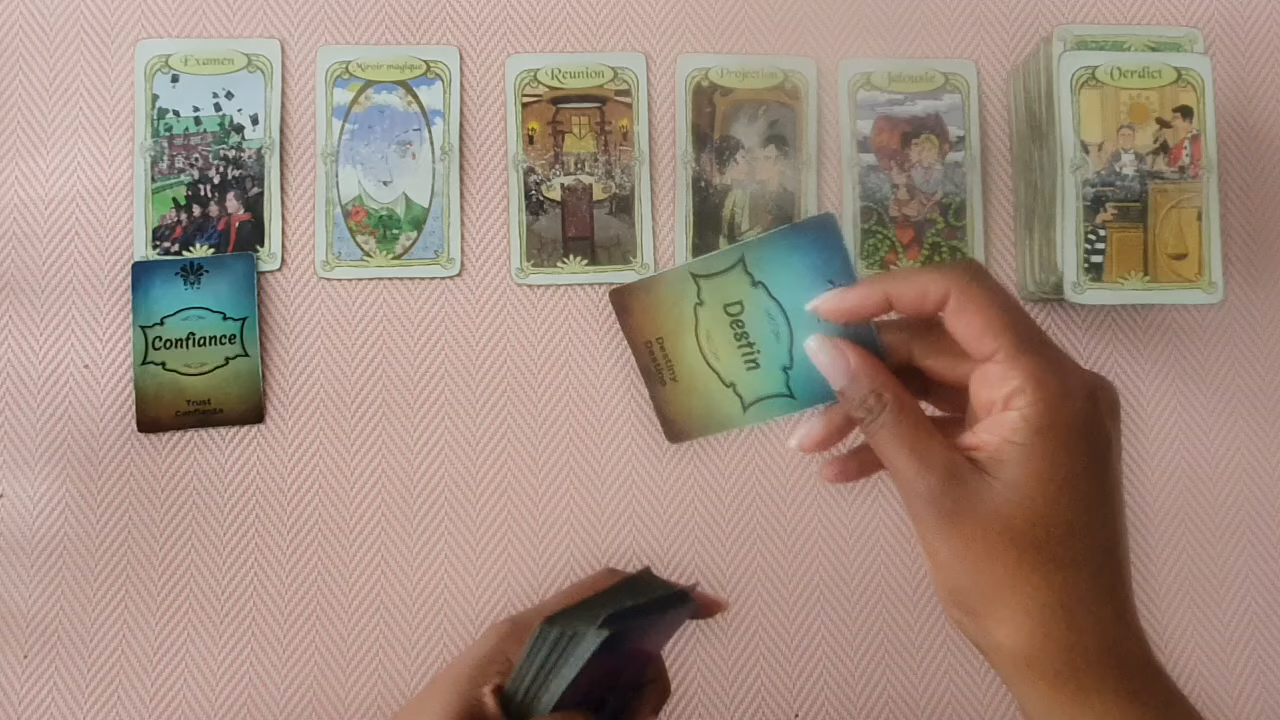 Examen
Miroir magique
Reunion
Projection
Jalousie
Verdict
Confiance
Trust
Confianza
Destin
Destiny
Destino